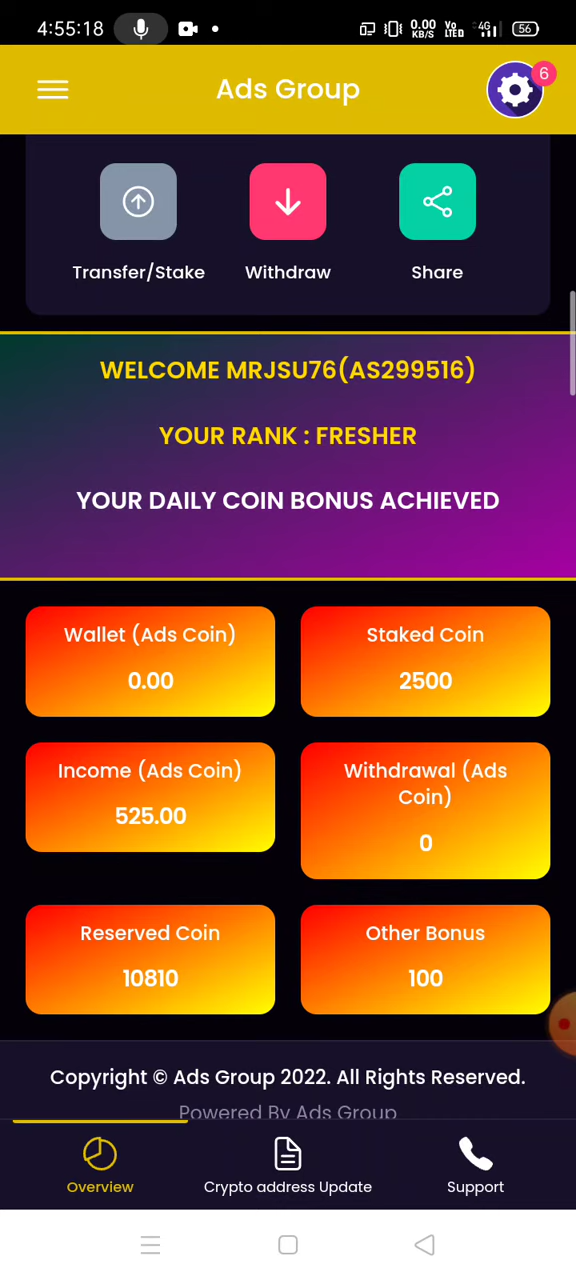 4:55:18
0.00
KB/S
Vo
LTED
4G
56
Ads Group
6
Transfer/Stake
Withdraw
Share
WELCOME MRJSU76(AS299516)
YOUR RANK : FRESHER
YOUR DAILY COIN BONUS ACHIEVED
Wallet (Ads Coin)
0.00
Staked Coin
2500
Income (Ads Coin)
525.00
Withdrawal (Ads
Coin)
0
Reserved Coin
10810
Other Bonus
100
Copyright © Ads Group 2022. All Rights Reserved.
Powered By Ads Group
Overview
Crypto address Update
Support